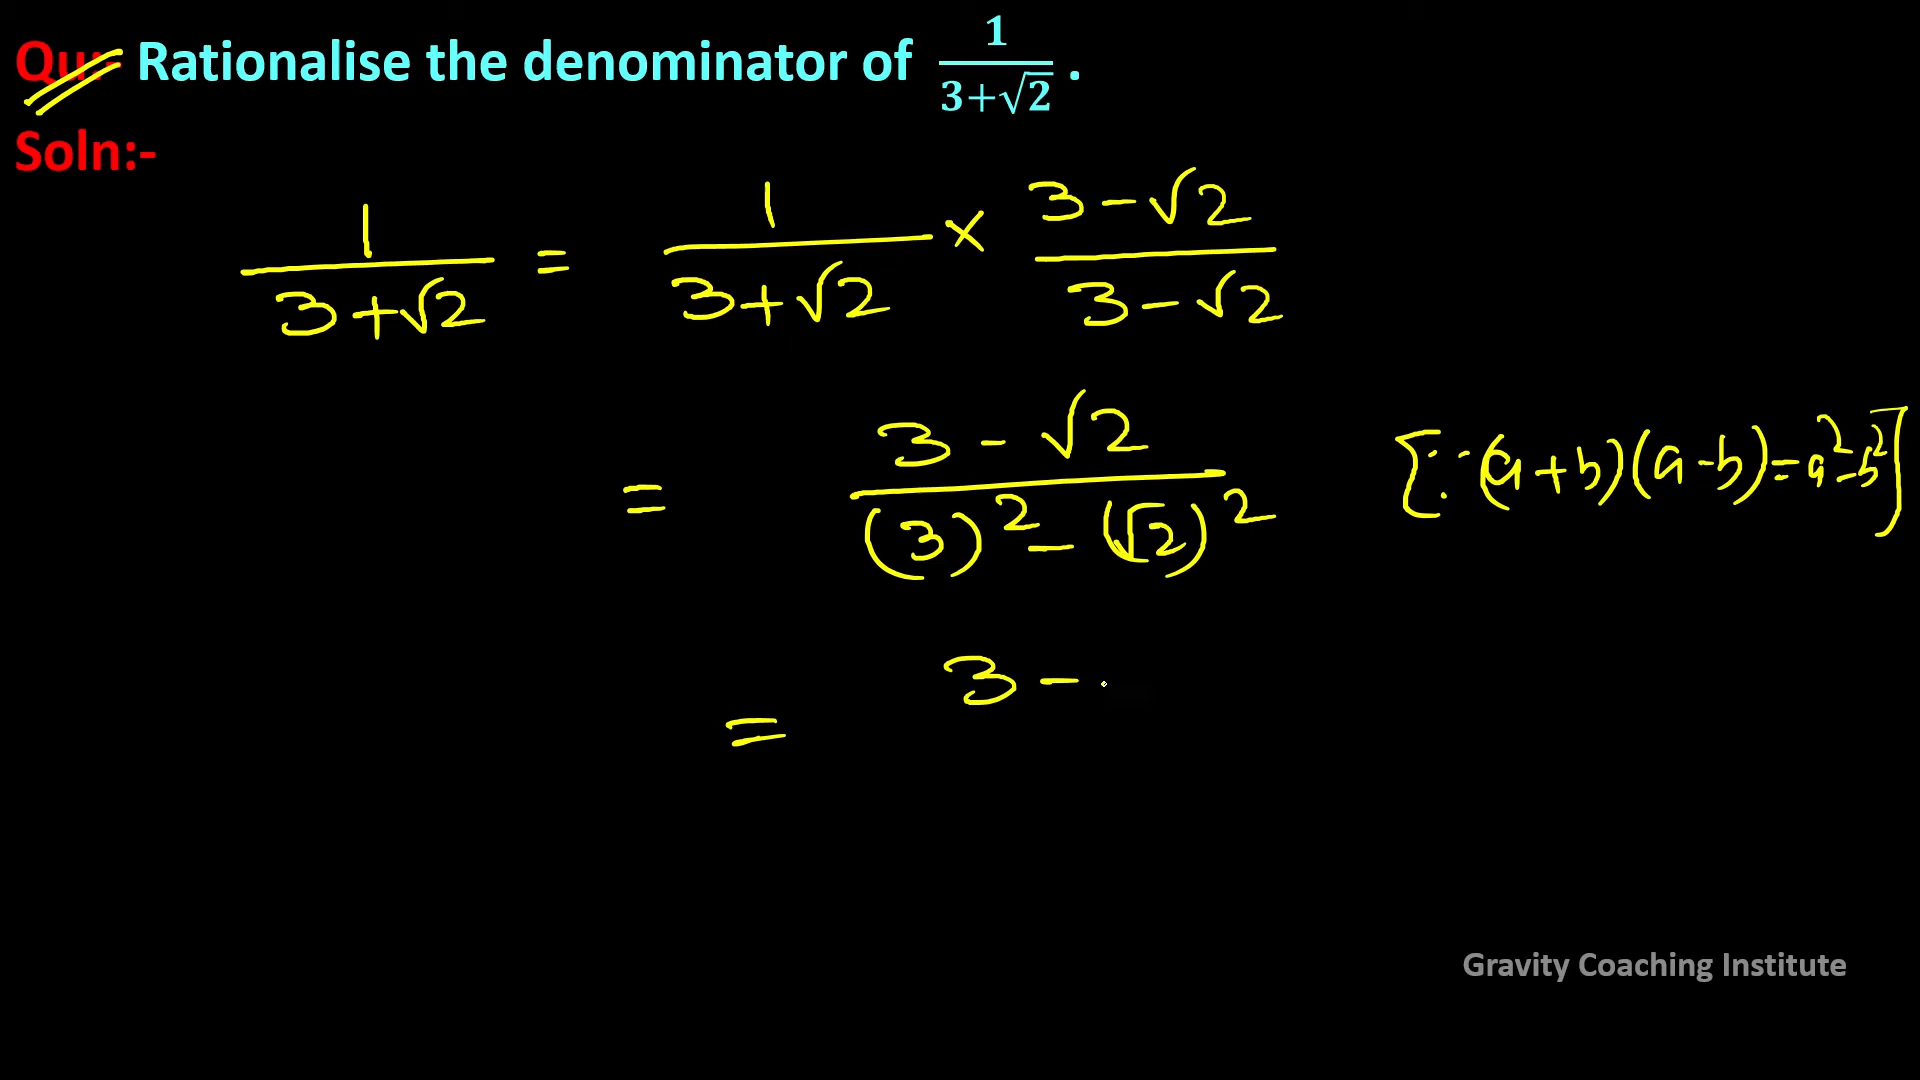 Qu:- Rationalise the denominator of 1/(3+√2) .
Soln:-
1/(3+√2) = 1/(3+√2) × (3-√2)/(3-√2)
= (3-√2)/((3)²-(√2)²) [∵ (a+b)(a-b)=a²-b²]
= 3-
Gravity Coaching Institute